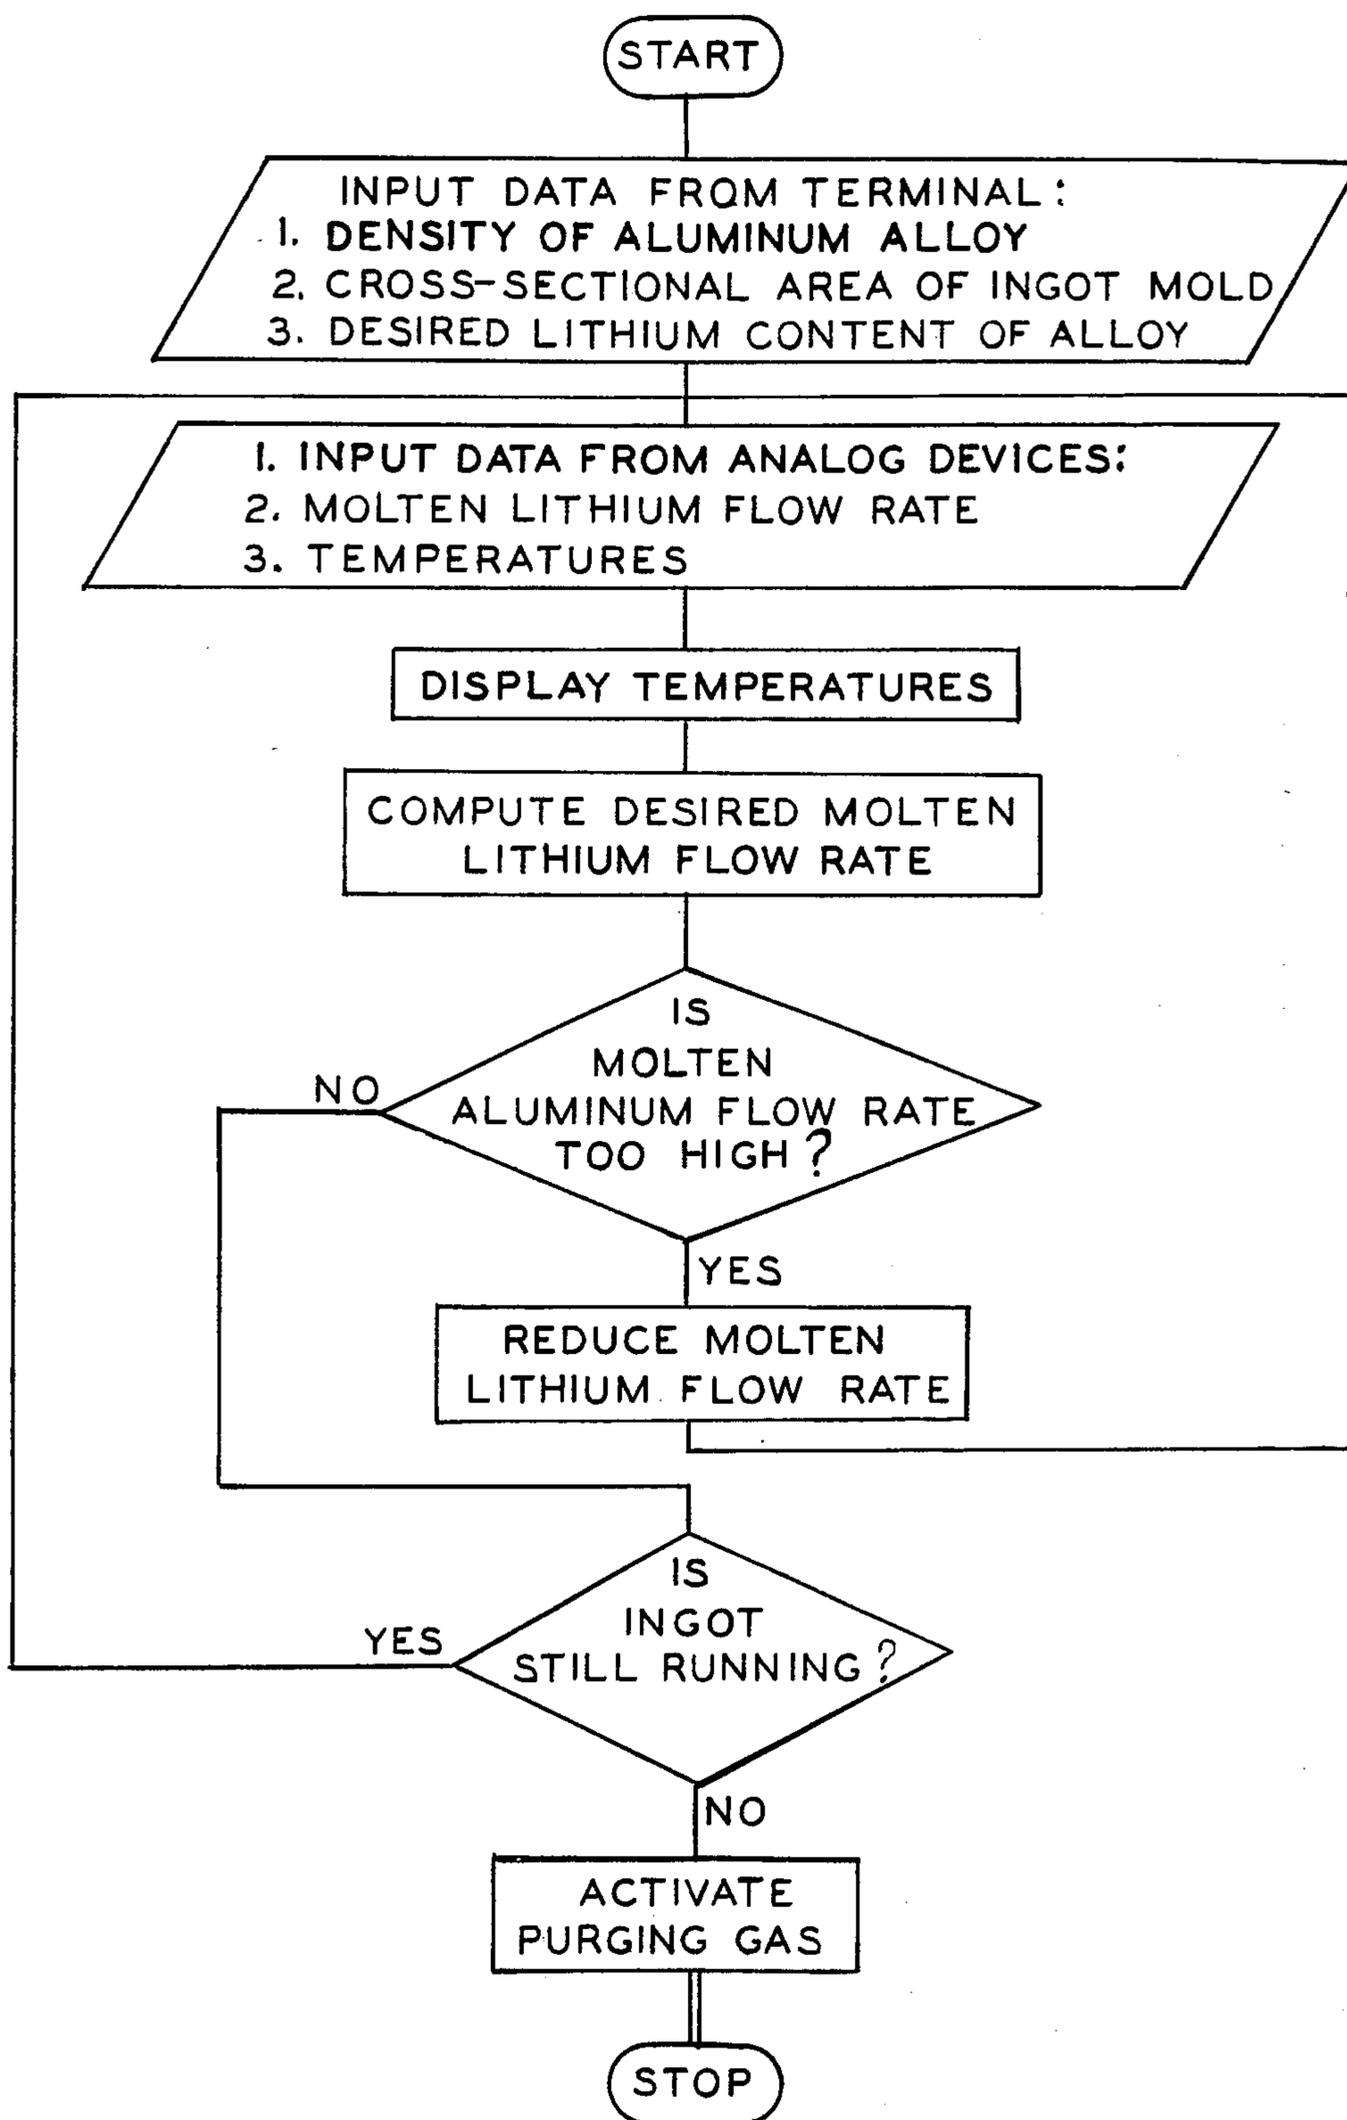 START
INPUT DATA FROM TERMINAL:
1. DENSITY OF ALUMINUM ALLOY
2. CROSS-SECTIONAL AREA OF INGOT MOLD
3. DESIRED LITHIUM CONTENT OF ALLOY
1. INPUT DATA FROM ANALOG DEVICES:
2. MOLTEN LITHIUM FLOW RATE
3. TEMPERATURES
DISPLAY TEMPERATURES
COMPUTE DESIRED MOLTEN
LITHIUM FLOW RATE
IS
MOLTEN
ALUMINUM FLOW RATE
TOO HIGH?
NO
YES
REDUCE MOLTEN
LITHIUM FLOW RATE
IS
INGOT
STILL RUNNING?
YES
NO
ACTIVATE
PURGING GAS
STOP